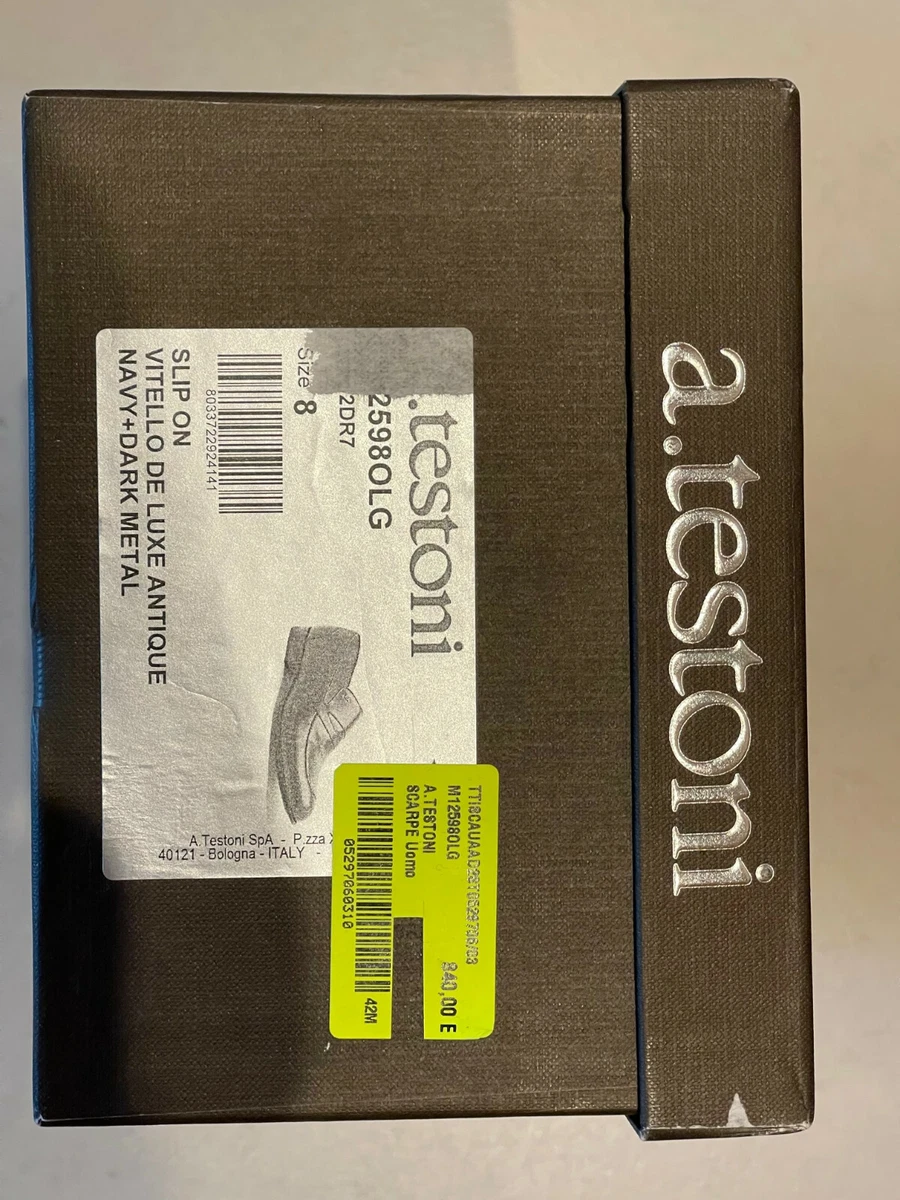 a.testoni
.testoni
2598OLG
2DR7
Size 8
8033722924141
SLIP ON
VITELLO DE LUXE ANTIQUE
NAVY+DARK METAL
A.Testoni SpA - P.zza
40121 - Bologna - ITALY -
M12598OLG
840,00 E
A.TESTONI
SCARPE Uomo
42M
05297060310